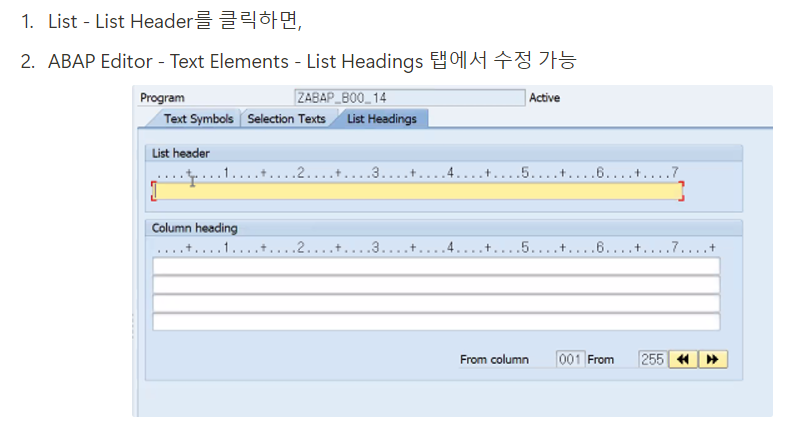 1. List - List Header를 클릭하면,
2. ABAP Editor - Text Elements - List Headings 탭에서 수정 가능
Program ZABAP_B00_14 Active
Text Symbols Selection Texts List Headings
List header
....+....1....+....2....+....3....+....4....+....5....+....6....+....7
Column heading
....+....1....+....2....+....3....+....4....+....5....+....6....+....7....+
From column 001 From 255